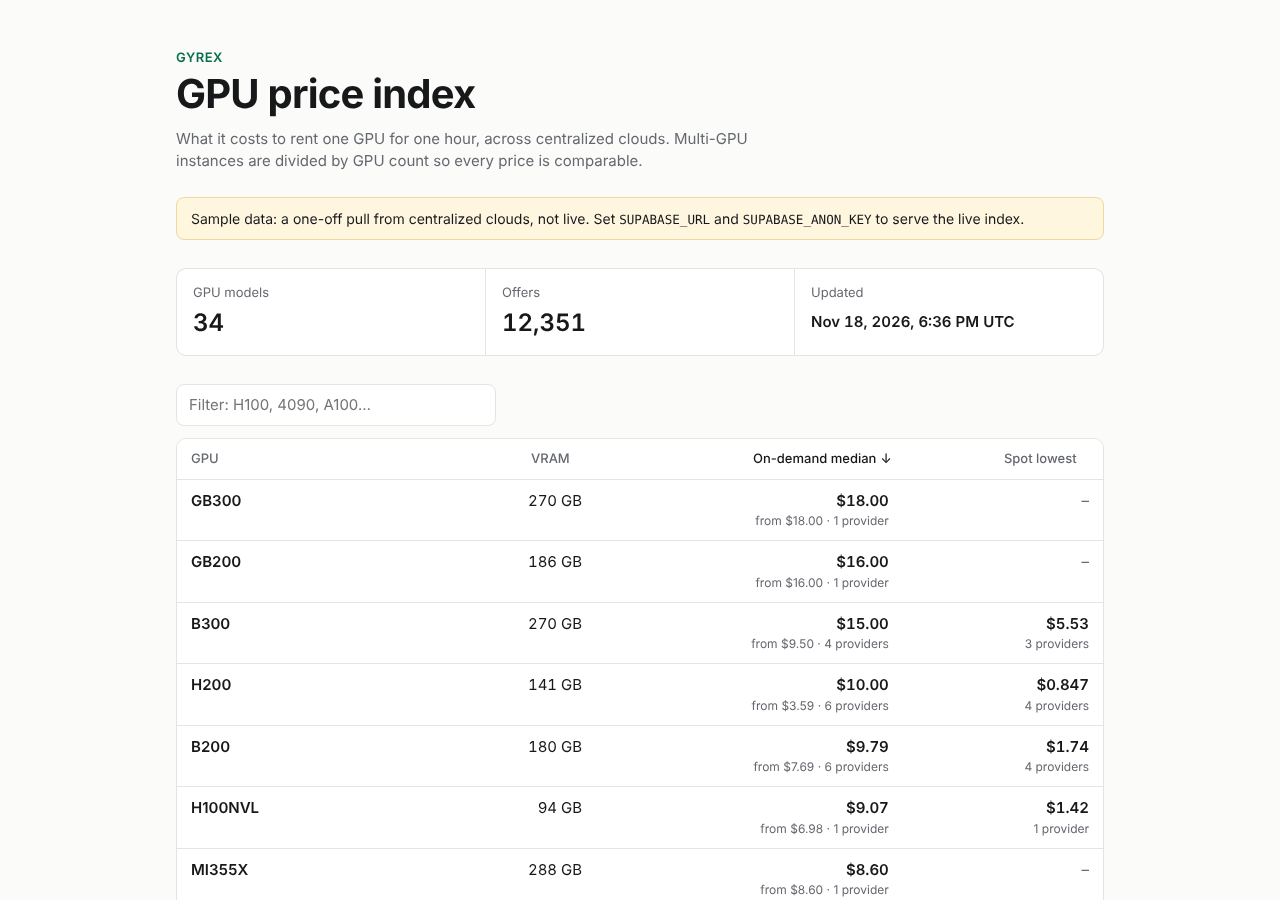 GYREX
GPU price index
What it costs to rent one GPU for one hour, across centralized clouds. Multi-GPU
instances are divided by GPU count so every price is comparable.
Sample data: a one-off pull from centralized clouds, not live. Set SUPABASE_URL and SUPABASE_ANON_KEY to serve the live index.
GPU models Offers Updated
34 12,351 Nov 18, 2026, 6:36 PM UTC
Filter: H100, 4090, A100...
GPU VRAM On-demand median ↓ Spot lowest
GB300 270 GB $18.00 –
from $18.00 · 1 provider
GB200 186 GB $16.00 –
from $16.00 · 1 provider
B300 270 GB $15.00 $5.53
from $9.50 · 4 providers 3 providers
H200 141 GB $10.00 $0.847
from $3.59 · 6 providers 4 providers
B200 180 GB $9.79 $1.74
from $7.69 · 6 providers 4 providers
H100NVL 94 GB $9.07 $1.42
from $6.98 · 1 provider 1 provider
MI355X 288 GB $8.60 –
from $8.60 · 1 provider